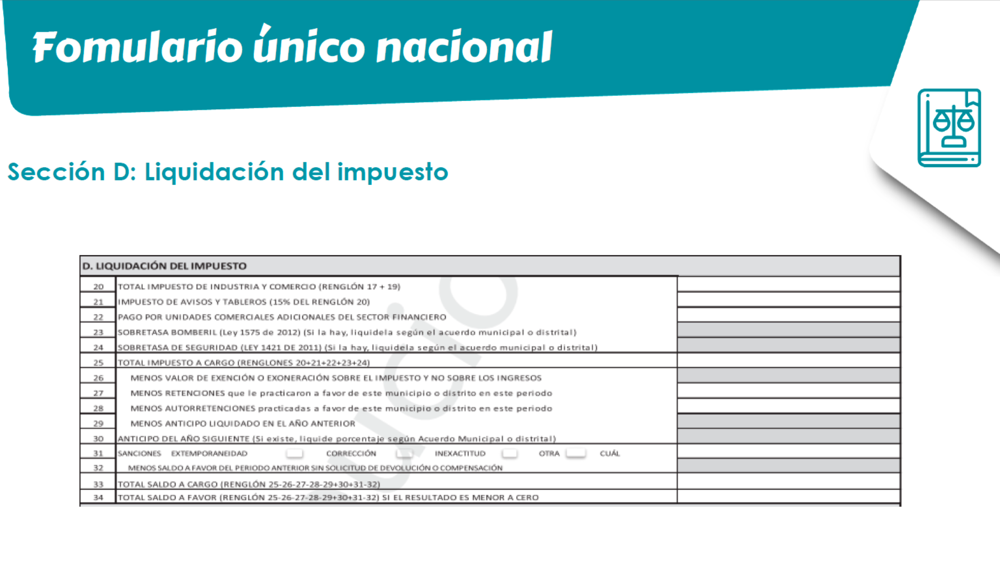 Fomulario único nacional
Sección D: Liquidación del impuesto
D. LIQUIDACIÓN DEL IMPUESTO
20 TOTAL IMPUESTO DE INDUSTRIA Y COMERCIO (RENGLÓN 17 + 19)
21 IMPUESTO DE AVISOS Y TABLEROS (15% DEL RENGLÓN 20)
22 PAGO POR UNIDADES COMERCIALES ADICIONALES DEL SECTOR FINANCIERO
23 SOBRETASA BOMBERIL (Ley 1575 de 2012) (Si la hay, liquidela según el acuerdo municipal o distrital)
24 SOBRETASA DE SEGURIDAD (LEY 1421 DE 2011) (Si la hay, liquidela según el acuerdo municipal o distrital)
25 TOTAL IMPUESTO A CARGO (RENGLONES 20+21+22+23+24)
26 MENOS VALOR DE EXENCIÓN O EXONERACIÓN SOBRE EL IMPUESTO Y NO SOBRE LOS INGRESOS
27 MENOS RETENCIONES que le practicaron a favor de este municipio o distrito en este periodo
28 MENOS AUTORRETENCIONES practicadas a favor de este municipio o distrito en este periodo
29 MENOS ANTICIPO LIQUIDADO EN EL AÑO ANTERIOR
30 ANTICIPO DEL AÑO SIGUIENTE (Si existe, liquide porcentaje según Acuerdo Municipal o distrital)
31 SANCIONES EXTEMPORANEIDAD CORRECCIÓN INEXACTITUD OTRA CUÁL
32 MENOS SALDO A FAVOR DEL PERIODO ANTERIOR SIN SOLICITUD DE DEVOLUCIÓN O COMPENSACIÓN
33 TOTAL SALDO A CARGO (RENGLÓN 25-26-27-28-29+30+31-32)
34 TOTAL SALDO A FAVOR (RENGLÓN 25-26-27-28-29+30+31-32) SI EL RESULTADO ES MENOR A CERO